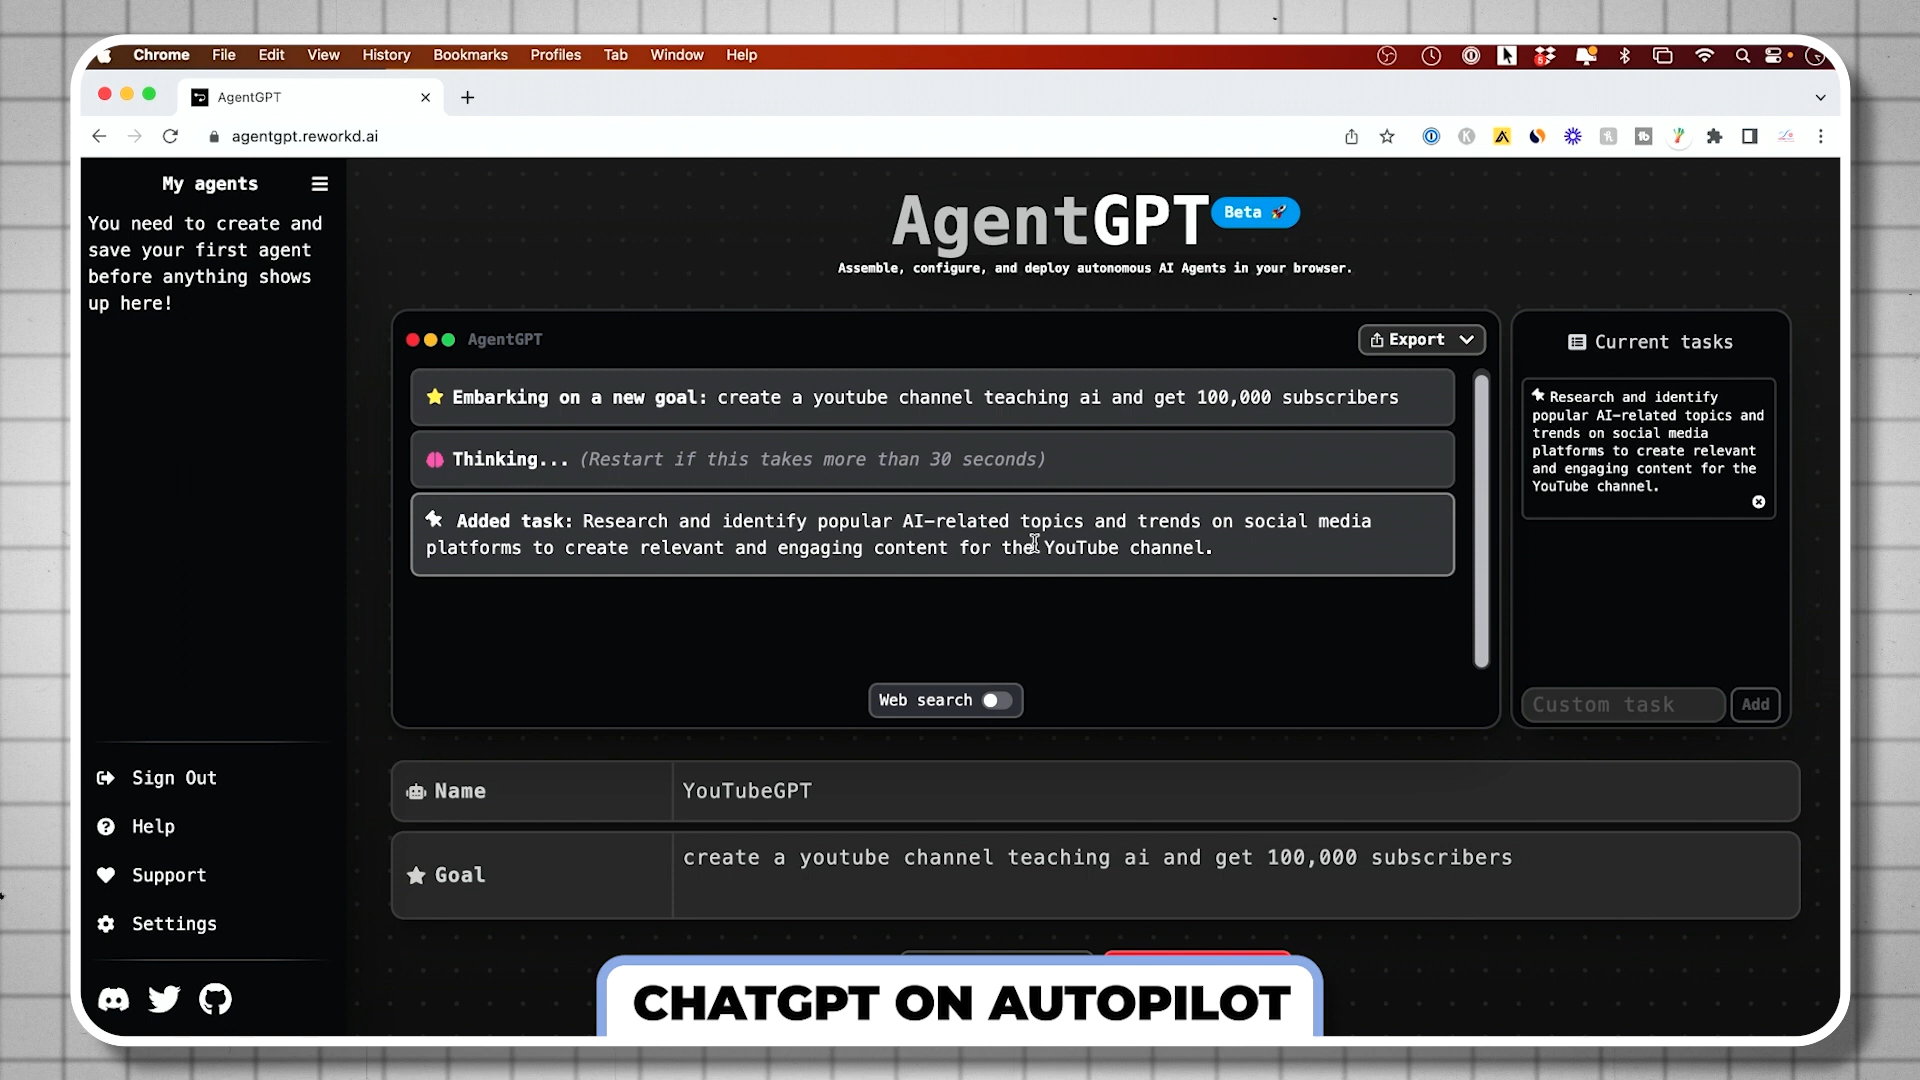 Chrome File Edit View History Bookmarks Profiles Tab Window Help
AgentGPT
agentgpt.reworkd.ai
My agents
You need to create and
save your first agent
before anything shows
up here!
AgentGPT Beta
Assemble, configure, and deploy autonomous AI Agents in your browser.
AgentGPT
Export
Embarking on a new goal: create a youtube channel teaching ai and get 100,000 subscribers
Thinking... (Restart if this takes more than 30 seconds)
Added task: Research and identify popular AI-related topics and trends on social media
platforms to create relevant and engaging content for the YouTube channel.
Web search
Current tasks
Research and identify
popular AI-related topics and
trends on social media
platforms to create relevant
and engaging content for the
YouTube channel.
Custom task
Add
Name
YouTubeGPT
Goal
create a youtube channel teaching ai and get 100,000 subscribers
Sign Out
Help
Support
Settings
CHATGPT ON AUTOPILOT